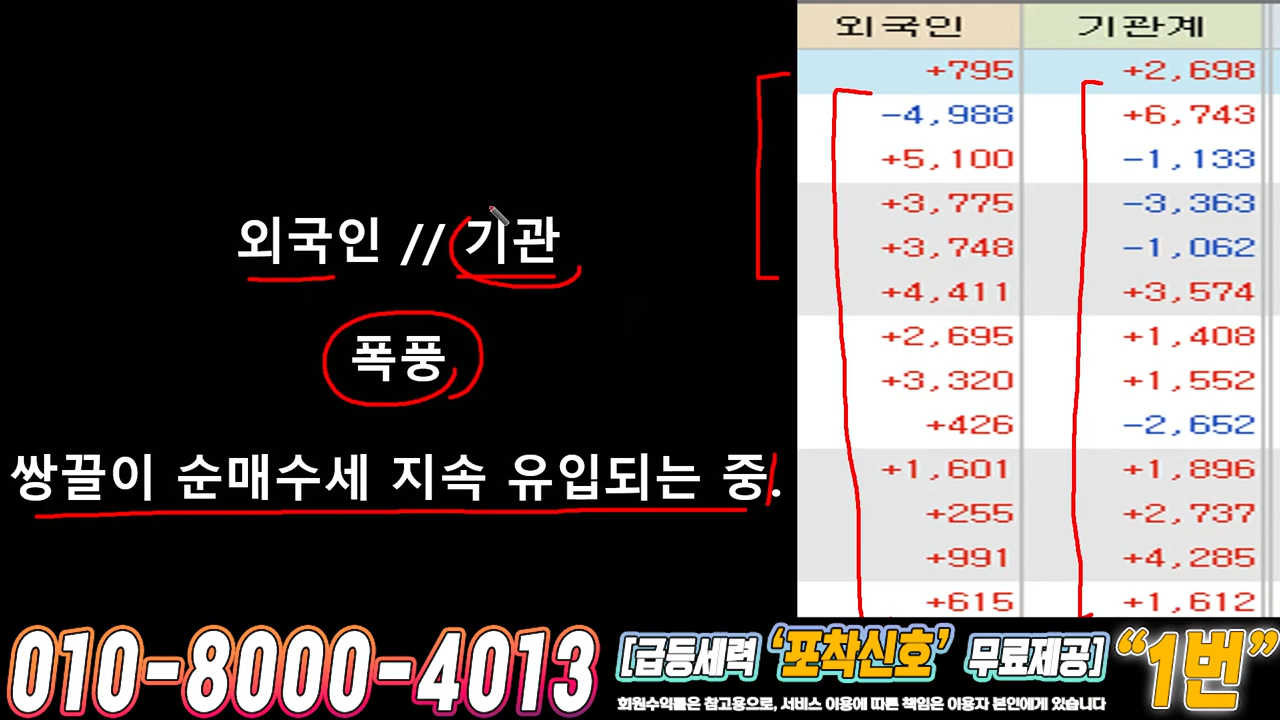 외국인 // 기관
폭풍
쌍끌이 순매수세 지속 유입되는 중.
외국인 기관계
+795 +2,698
-4,988 +6,743
+5,100 -1,133
+3,775 -3,363
+3,748 -1,062
+4,411 +3,574
+2,695 +1,408
+3,320 +1,552
+426 -2,652
+1,601 +1,896
+255 +2,737
+991 +4,285
+615 +1,612
010-8000-4013 [급등세력 '포착신호' 무료제공] "1번"
회원수익률은 참고용으로, 서비스 이용에 따른 책임은 이용자 본인에게 있습니다